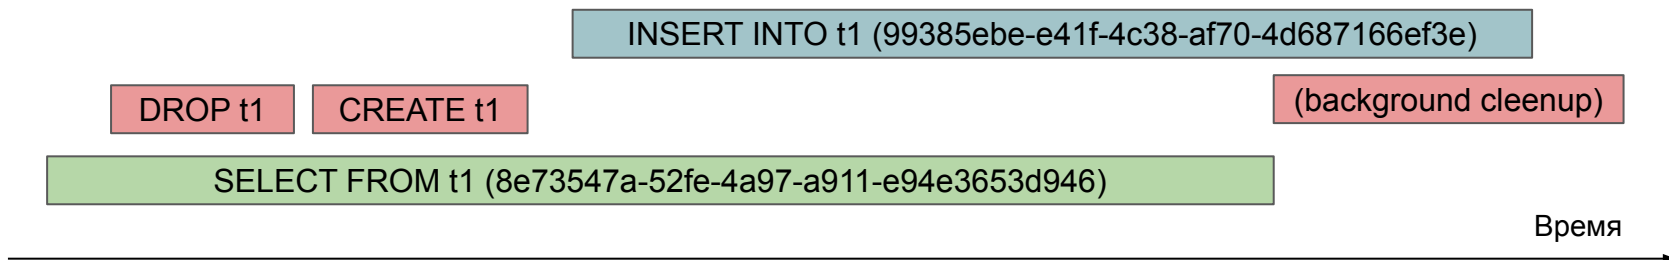 INSERT INTO t1 (99385ebe-e41f-4c38-af70-4d687166ef3e)
DROP t1
CREATE t1
(background cleenup)
SELECT FROM t1 (8e73547a-52fe-4a97-a911-e94e3653d946)
Время